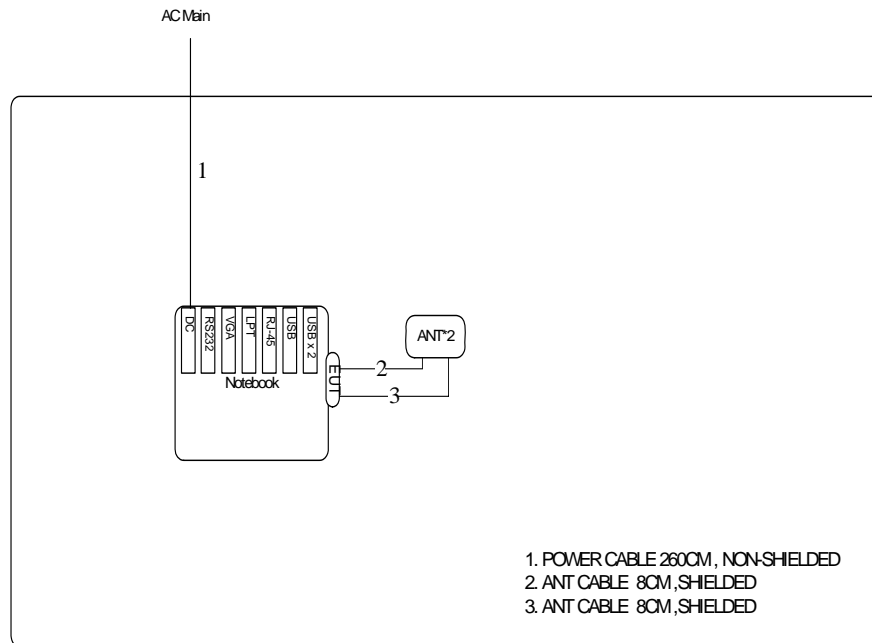 AC Main
1
DC
RS232
VGA
LPT
RJ-45
USB
USB x 2
Notebook
EUT
2
3
ANT*2
1. POWER CABLE 260CM , NON-SHIELDED
2. ANT CABLE 8CM ,SHIELDED
3. ANT CABLE 8CM ,SHIELDED